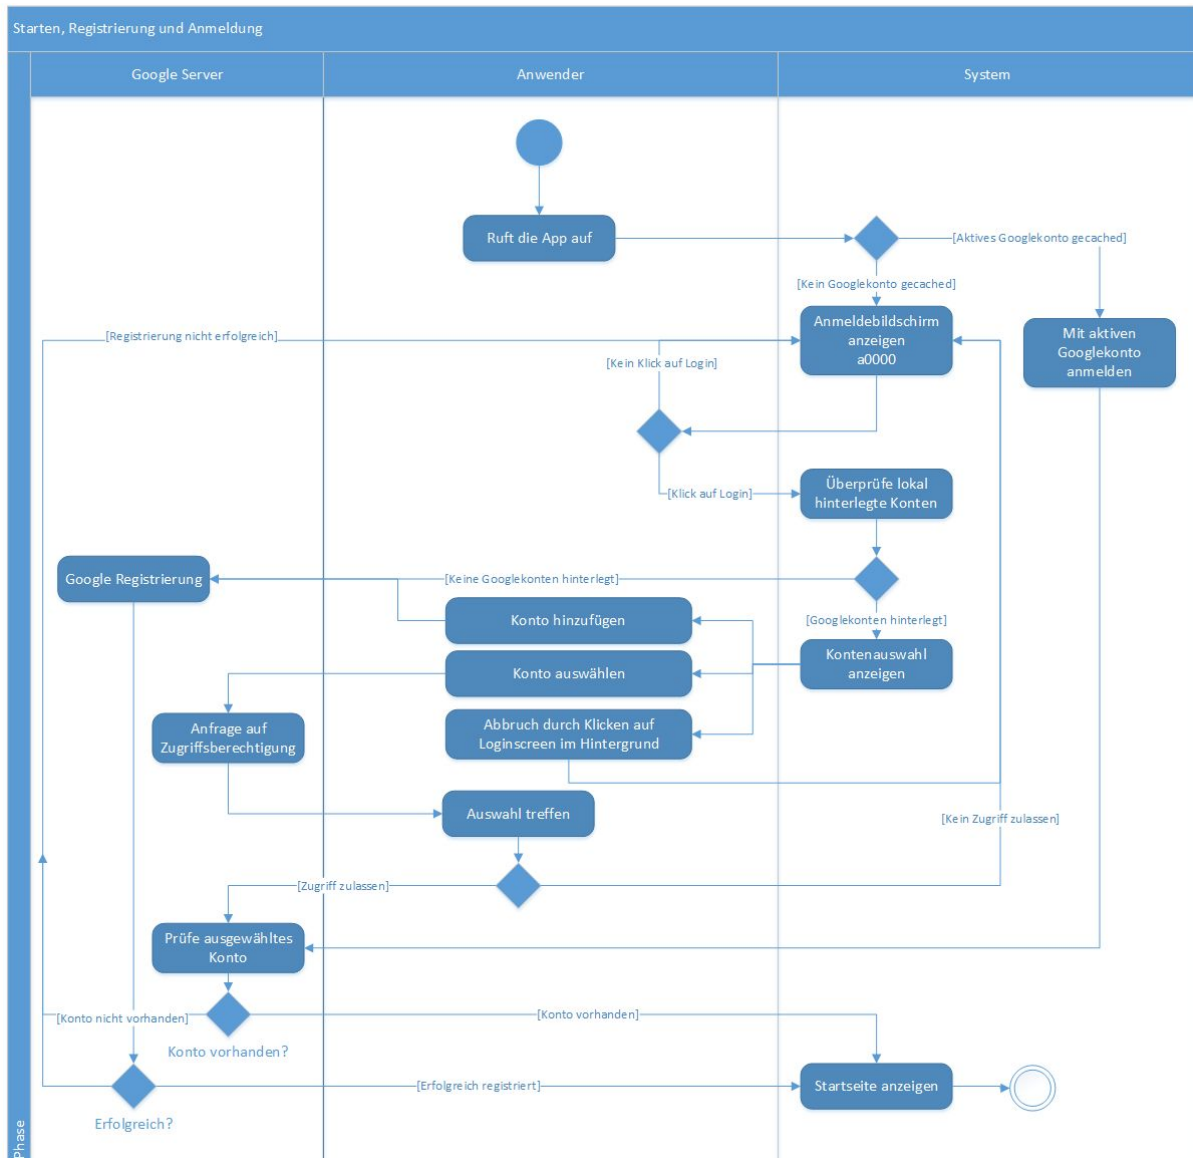 Starten, Registrierung und Anmeldung
Google Server
Anwender
System
Ruft die App auf
[Aktives Googlekonto gecached]
[Kein Googlekonto gecached]
Anmeldebildschirm
anzeigen
a0000
Mit aktiven
Googlekonto
anmelden
[Registrierung nicht erfolgreich]
[Kein Klick auf Login]
[Klick auf Login]
Überprüfe lokal
hinterlegte Konten
Google Registrierung
[Keine Googlekonten hinterlegt]
[Googlekonten hinterlegt]
Konto hinzufügen
Kontenauswahl
anzeigen
Konto auswählen
Abbruch durch Klicken auf
Loginscreen im Hintergrund
Anfrage auf
Zugriffsberechtigung
Auswahl treffen
[Kein Zugriff zulassen]
[Zugriff zulassen]
Prüfe ausgewähltes
Konto
[Konto nicht vorhanden]
[Konto vorhanden]
Konto vorhanden?
[Erfolgreich registriert]
Startseite anzeigen
Erfolgreich?
Phase